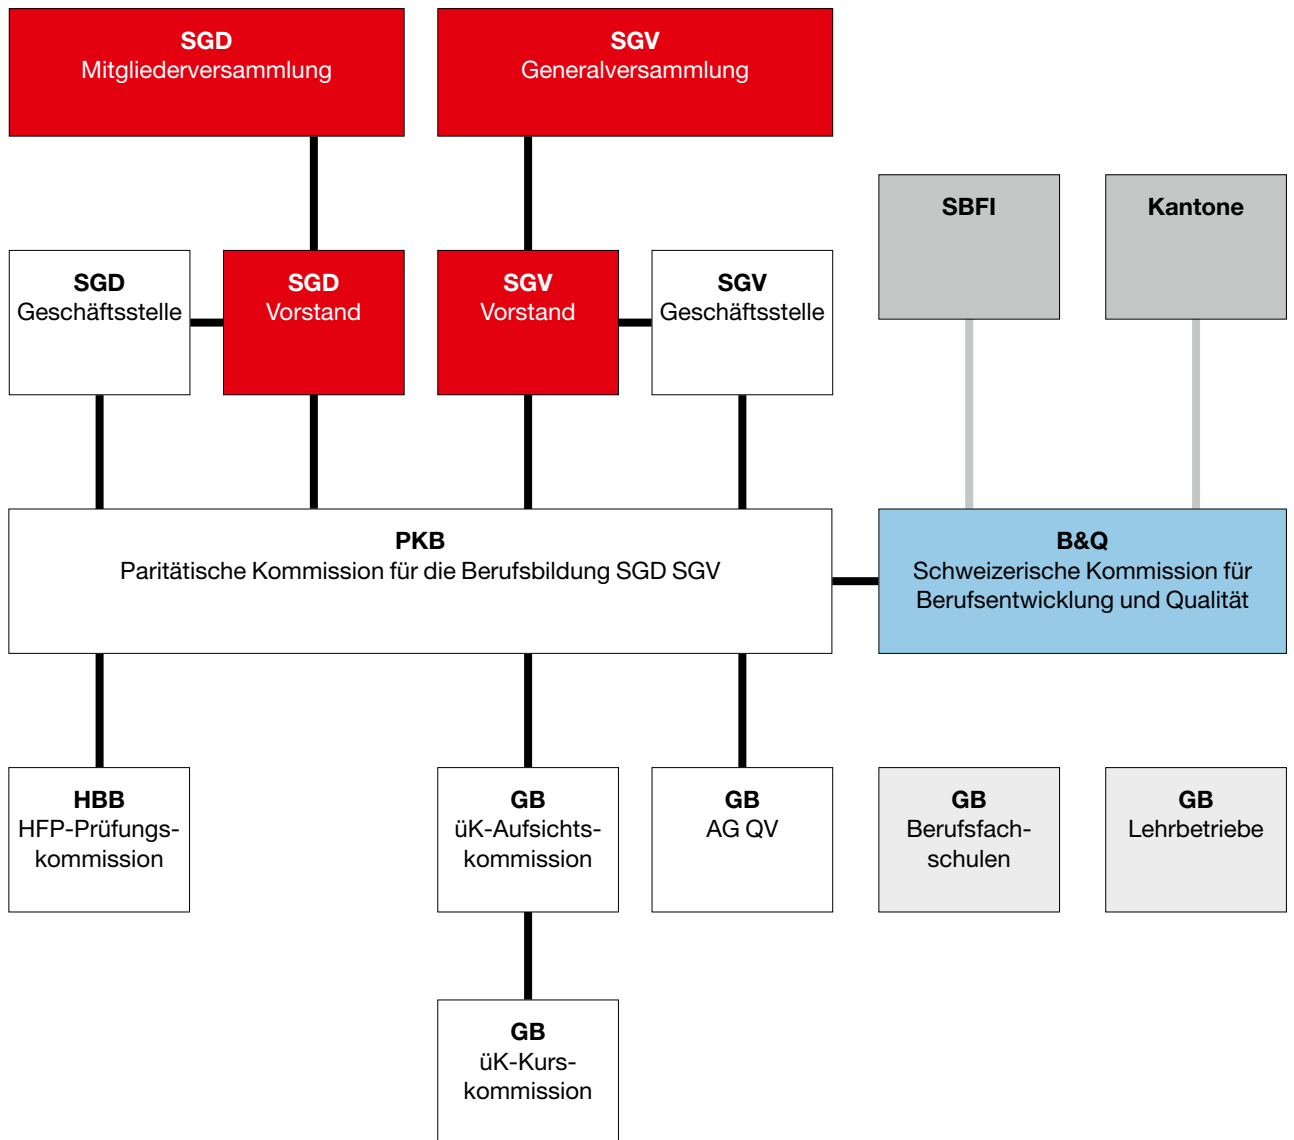 SGD
Mitgliederversammlung
SGV
Generalversammlung
SBFI
Kantone
SGD
Geschäftsstelle
SGD
Vorstand
SGV
Vorstand
SGV
Geschäftsstelle
PKB
Paritätische Kommission für die Berufsbildung SGD SGV
B&Q
Schweizerische Kommission für
Berufsentwicklung und Qualität
HBB
HFP-Prüfungs-
kommission
GB
üK-Aufsichts-
kommission
GB
AG QV
GB
Berufsfach-
schulen
GB
Lehrbetriebe
GB
üK-Kurs-
kommission